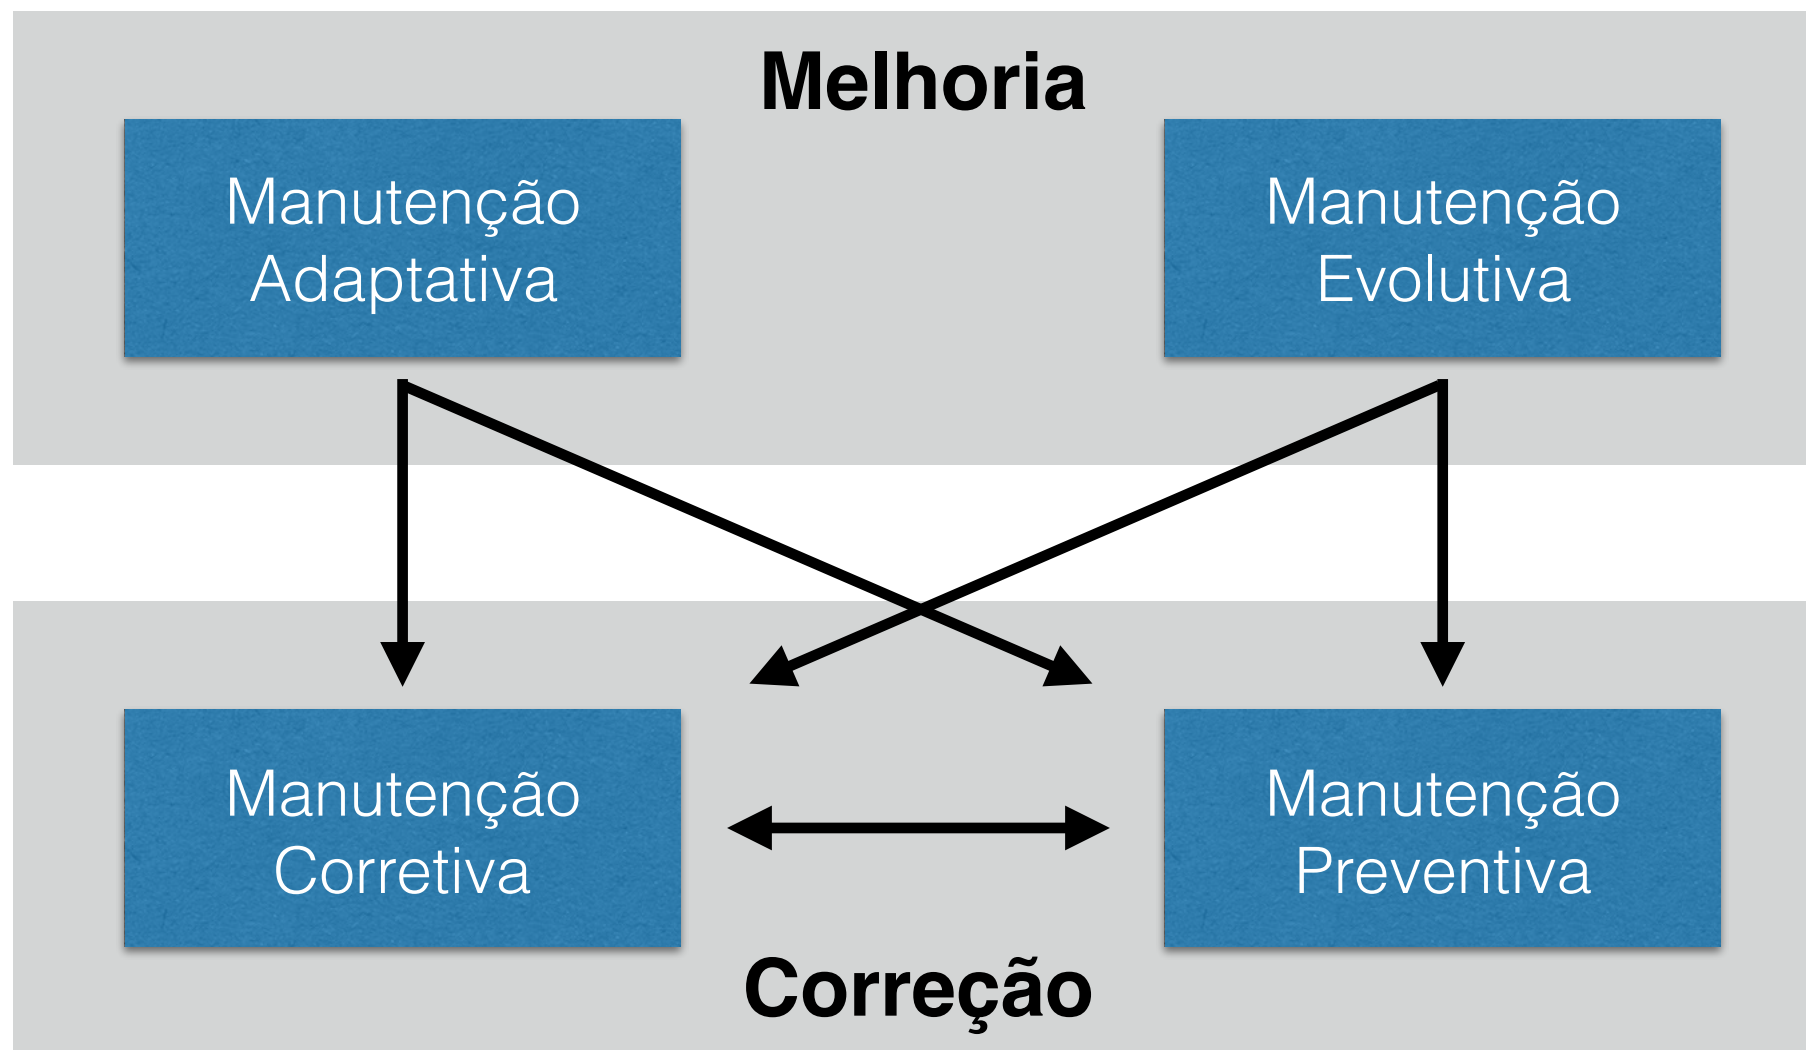 Melhoria
Manutenção
Adaptativa
Manutenção
Evolutiva
Manutenção
Corretiva
Manutenção
Preventiva
Correção